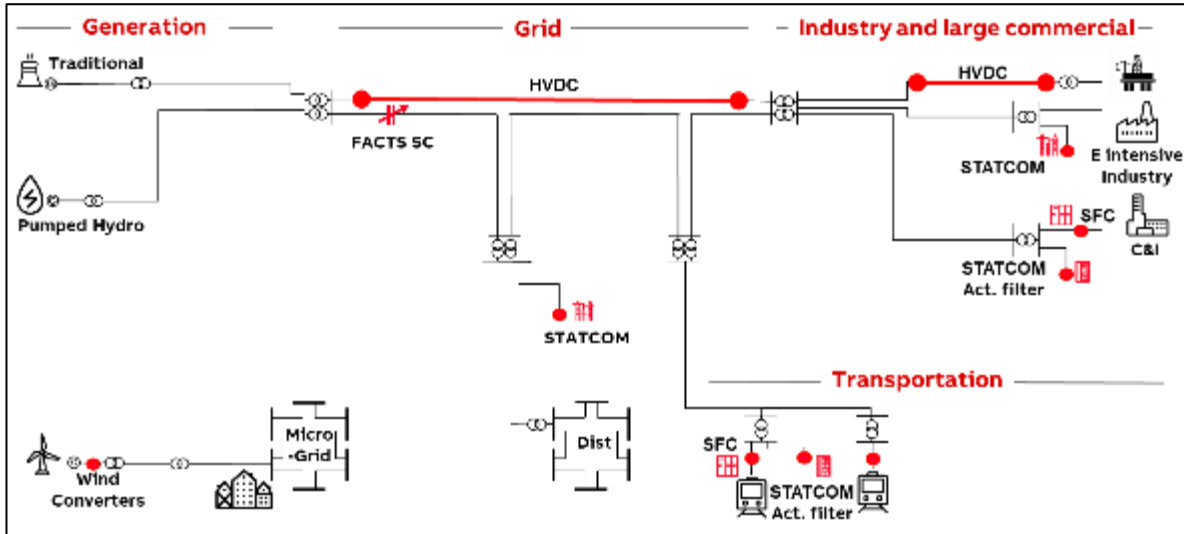 Generation
Grid
Industry and large commercial
Traditional
HVDC
HVDC
FACTS SC
STATCOM
E intensive
Industry
Pumped Hydro
SFC
C&I
STATCOM
Act. filter
STATCOM
Transportation
Micro
-Grid
Dist
SFC
Wind
Converters
STATCOM
Act. filter